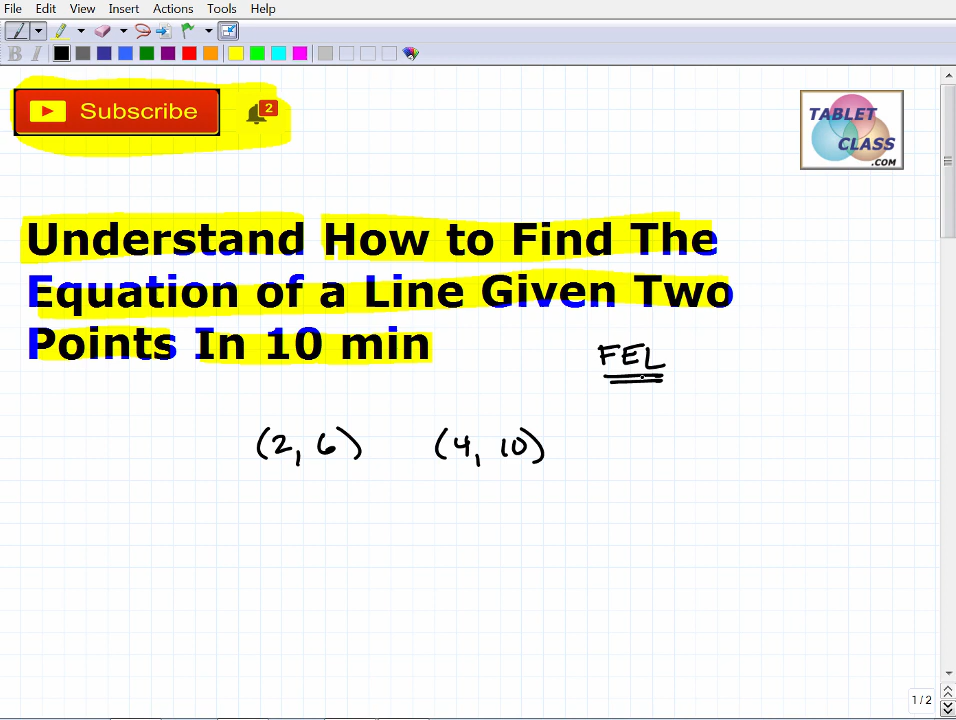 File Edit View Insert Actions Tools Help
B I
Subscribe 2
TABLET
CLASS
.COM
Understand How to Find The
Equation of a Line Given Two
Points In 10 min
FEL
(2, 6) (4, 10)
1 / 2